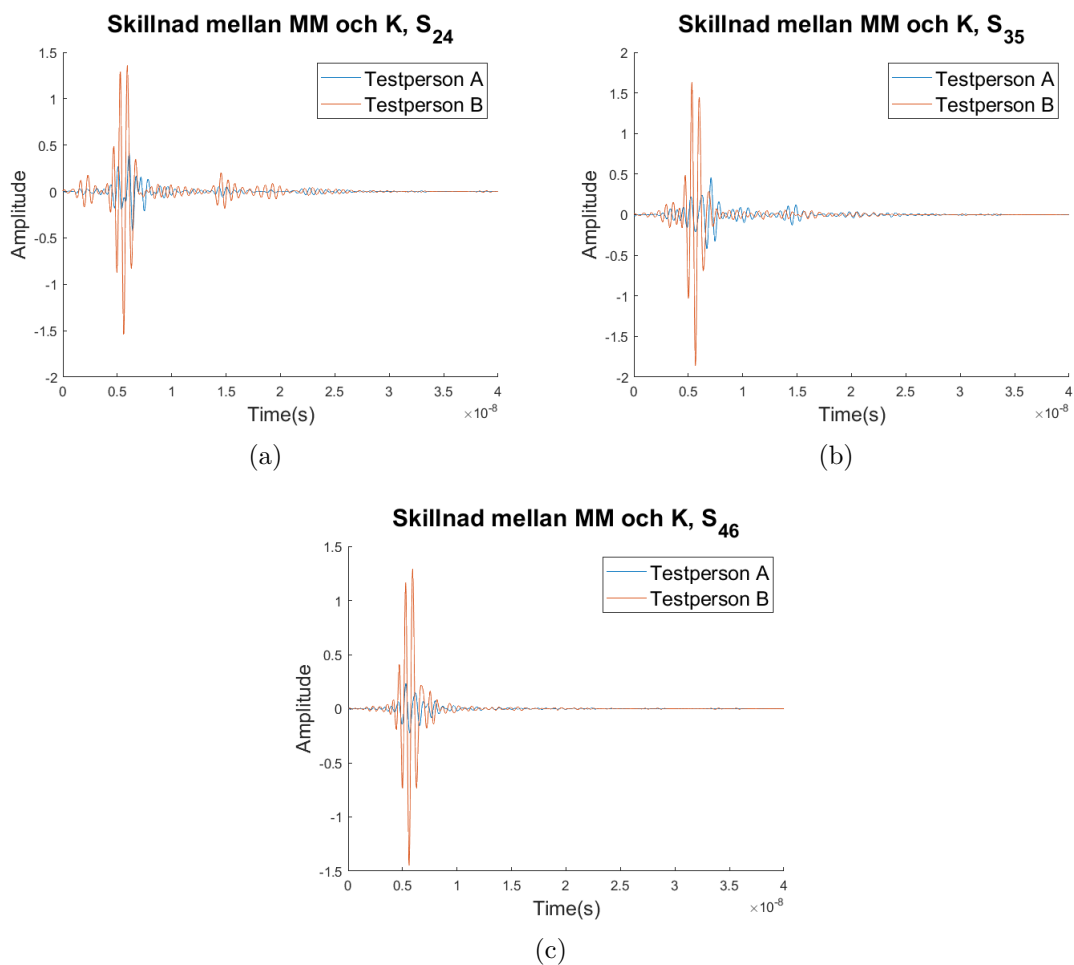 Skillnad mellan MM och K, S24
1.5
1
0.5
0
-0.5
-1
-1.5
-2
Amplitude
Testperson A
Testperson B
0 0.5 1 1.5 2 2.5 3 3.5 4
×10-8
Time(s)
(a)
Skillnad mellan MM och K, S35
2
1.5
1
0.5
0
-0.5
-1
-1.5
-2
Amplitude
Testperson A
Testperson B
0 0.5 1 1.5 2 2.5 3 3.5 4
×10-8
Time(s)
(b)
Skillnad mellan MM och K, S46
1.5
1
0.5
0
-0.5
-1
-1.5
Amplitude
Testperson A
Testperson B
0 0.5 1 1.5 2 2.5 3 3.5 4
×10-8
Time(s)
(c)